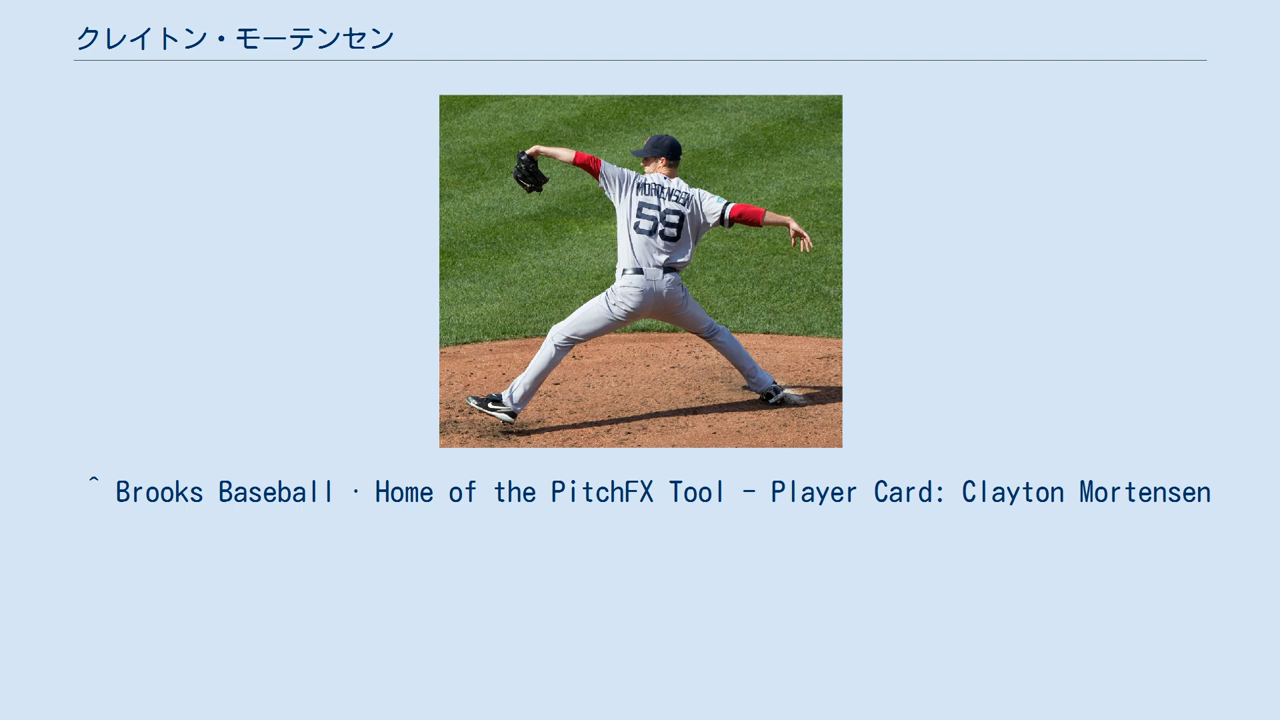 クレイトン・モーテンセン
MORTENSEN
59
^ Brooks Baseball · Home of the PitchFX Tool - Player Card: Clayton Mortensen